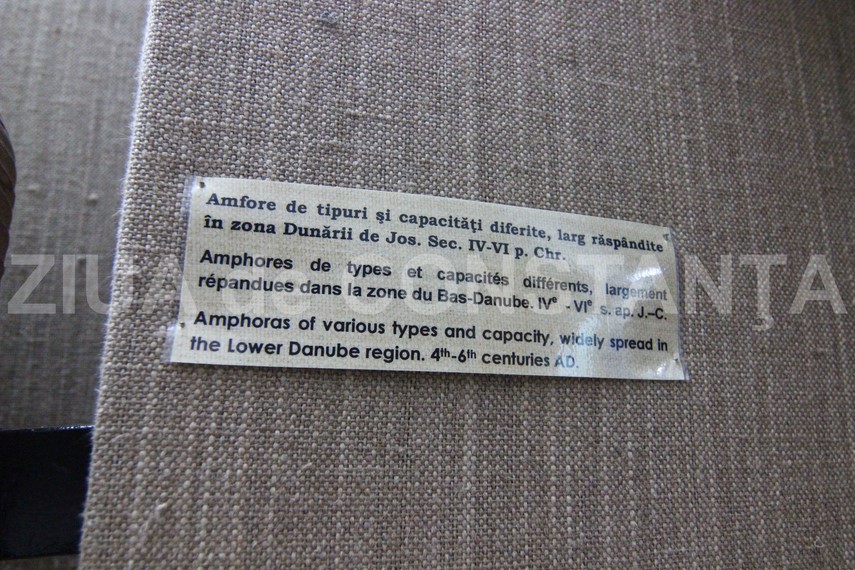 Amfore de tipuri şi capacităţi diferite, larg răspândite
în zona Dunării de Jos. Sec. IV-VI p. Chr.
Amphores de types et capacités différents, largement
répandues dans la zone du Bas-Danube. IVe - VIe s. ap. J.-C.
Amphoras of various types and capacity, widely spread in
the Lower Danube region. 4th-6th centuries AD.
ZIUA de CONSTANŢA